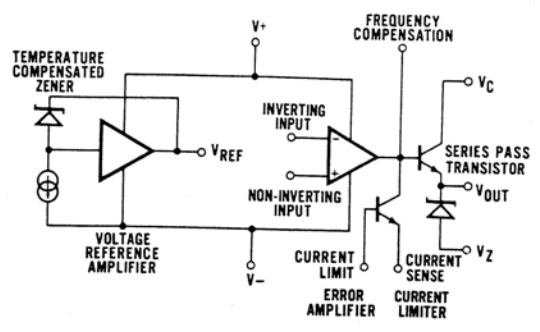 FREQUENCY
COMPENSATION
V+
TEMPERATURE
COMPENSATED
ZENER
VC
INVERTING
INPUT
VREF
SERIES PASS
TRANSISTOR
NON-INVERTING
INPUT
VOUT
VOLTAGE
REFERENCE
AMPLIFIER
V–
CURRENT
LIMIT
CURRENT
SENSE
VZ
ERROR
AMPLIFIER
CURRENT
LIMITER